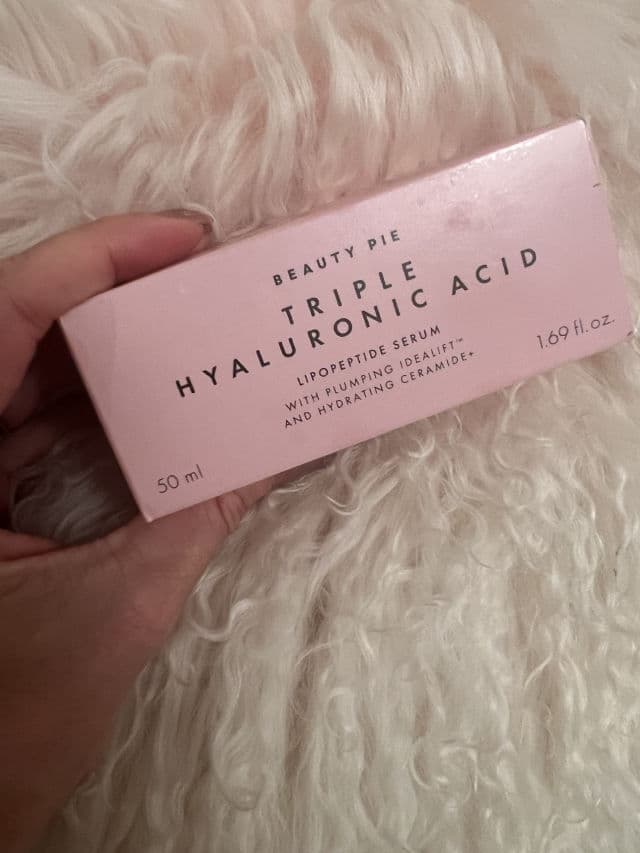 BEAUTY PIE
TRIPLE
HYALURONIC ACID
LIPOPEPTIDE SERUM
WITH PLUMPING IDEALIFT™
AND HYDRATING CERAMIDE+
50 ml
1.69 fl.oz.